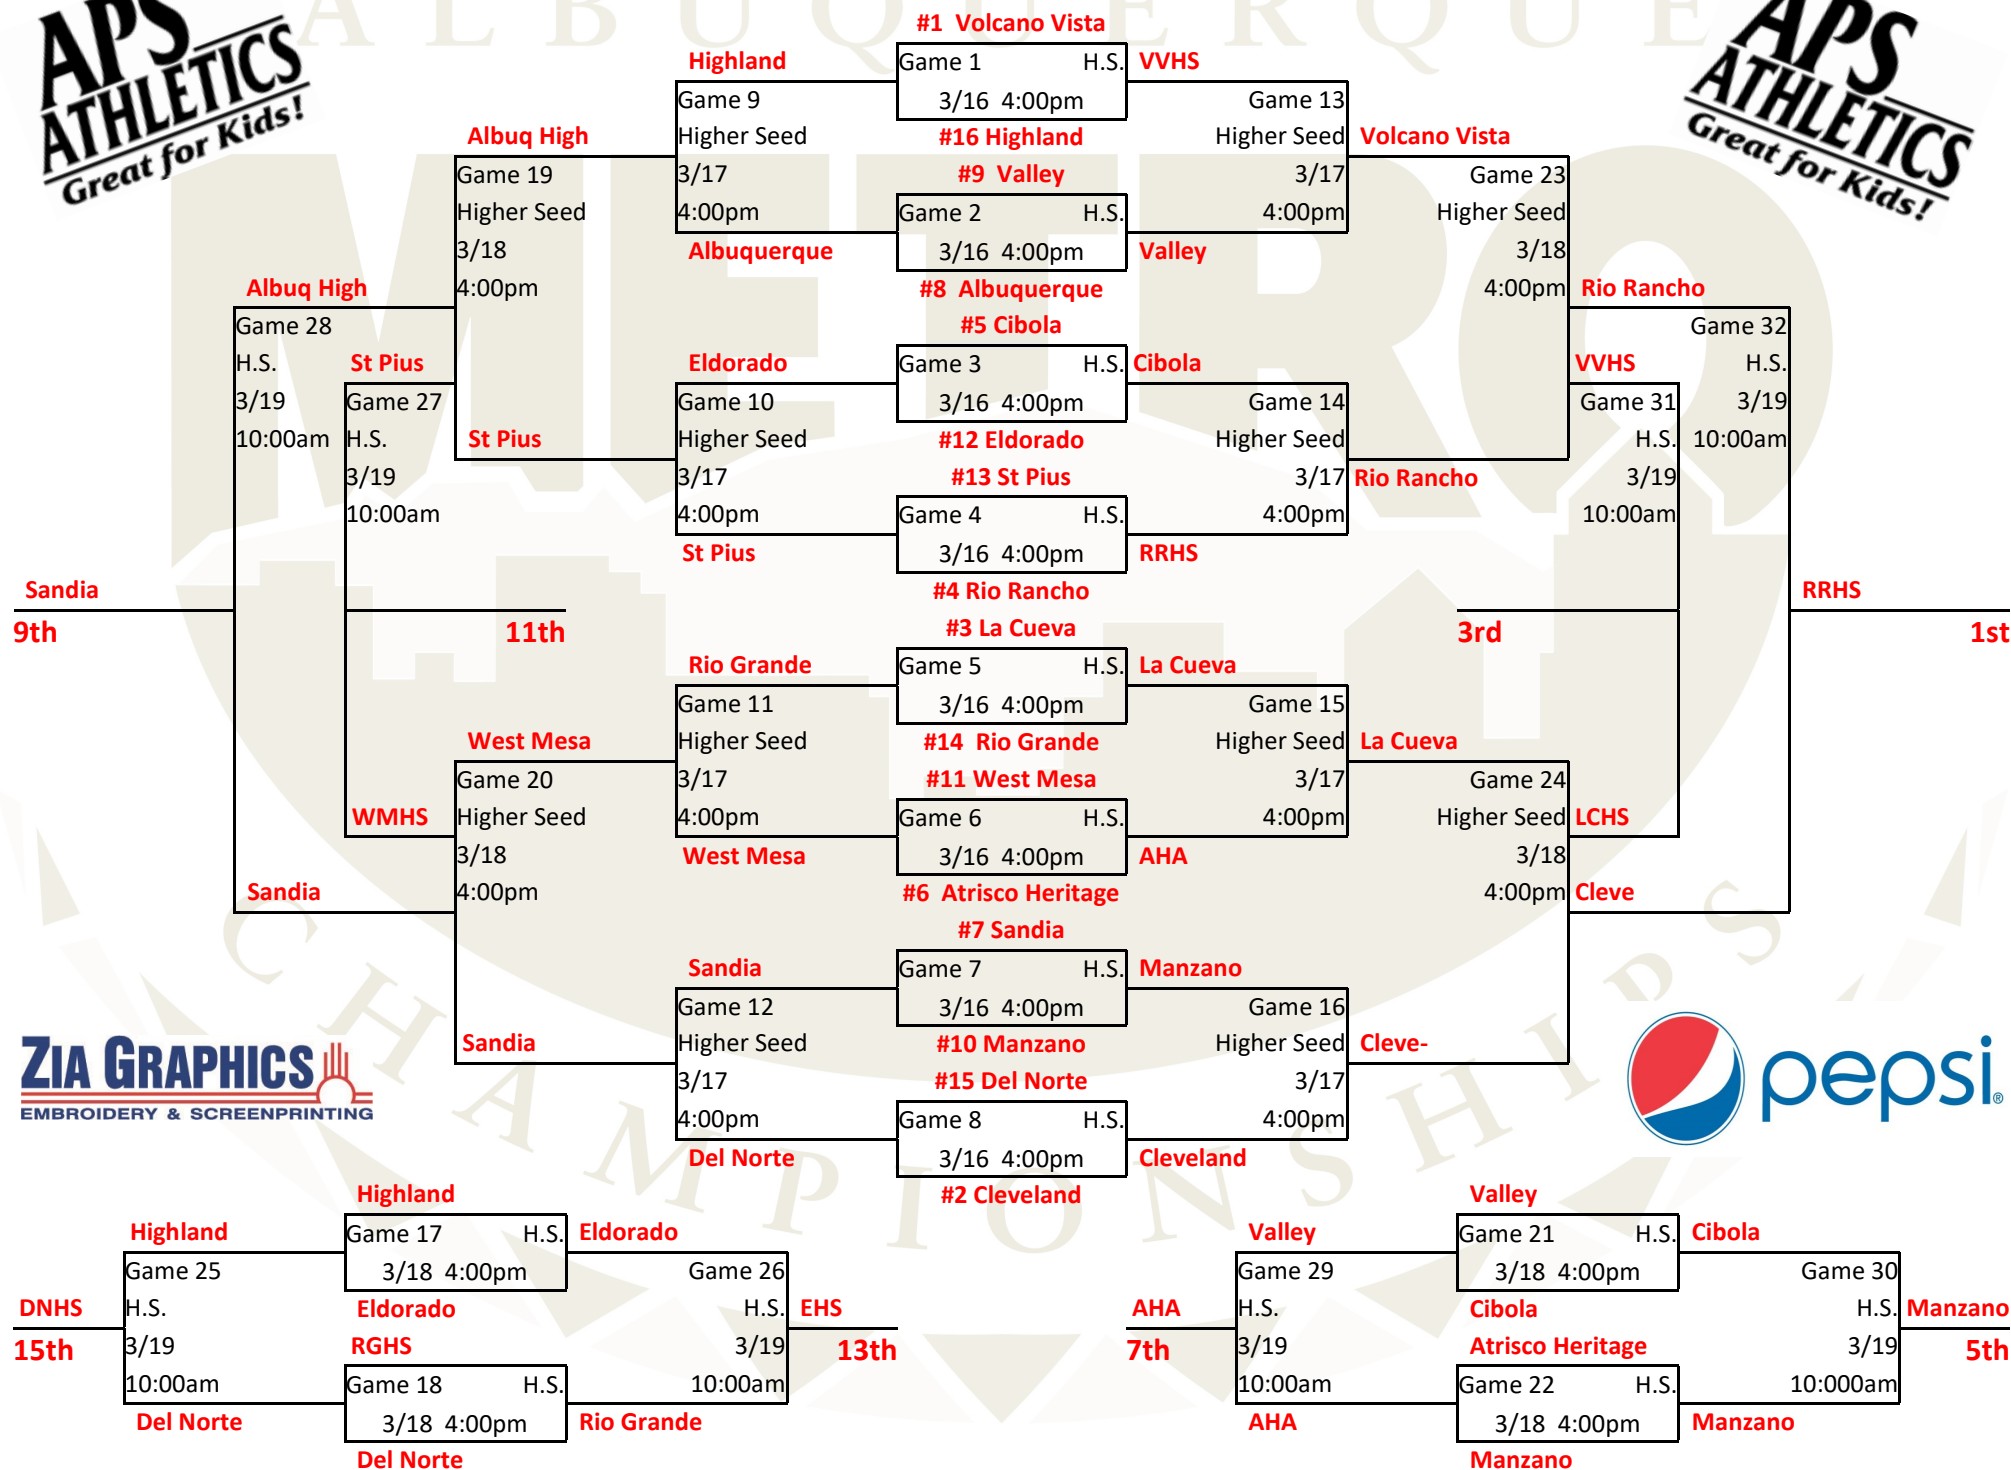 ALBUQUERQUE
METRO
CHAMPIONSHIPS
APS
ATHLETICS
Great for Kids!
APS
ATHLETICS
Great for Kids!
#1 Volcano Vista
Highland
Game 1 H.S.
VVHS
Game 9
3/16 4:00pm
Game 13
Albuq High
Higher Seed
#16 Highland
Higher Seed
Volcano Vista
Game 19
3/17
#9 Valley
3/17
Game 23
Higher Seed
4:00pm
Game 2 H.S.
4:00pm
Higher Seed
3/18
Albuquerque
3/16 4:00pm
Valley
3/18
Albuq High
4:00pm
#8 Albuquerque
4:00pm
Rio Rancho
Game 28
#5 Cibola
Game 32
H.S.
St Pius
Eldorado
Game 3 H.S.
Cibola
VVHS
H.S.
3/19
Game 27
Game 10
3/16 4:00pm
Game 14
Game 31
3/19
10:00am
H.S.
St Pius
Higher Seed
#12 Eldorado
Higher Seed
H.S.
10:00am
3/19
3/17
#13 St Pius
3/17
Rio Rancho
3/19
10:00am
4:00pm
Game 4 H.S.
4:00pm
10:00am
St Pius
3/16 4:00pm
RRHS
Sandia
#4 Rio Rancho
RRHS
9th
11th
#3 La Cueva
3rd
1st
Rio Grande
Game 5 H.S.
La Cueva
Game 11
3/16 4:00pm
Game 15
West Mesa
Higher Seed
#14 Rio Grande
Higher Seed
La Cueva
Game 20
3/17
#11 West Mesa
3/17
Game 24
WMHS
Higher Seed
4:00pm
Game 6 H.S.
4:00pm
Higher Seed
LCHS
3/18
West Mesa
3/16 4:00pm
AHA
3/18
Sandia
4:00pm
#6 Atrisco Heritage
4:00pm
Cleve
#7 Sandia
Sandia
Game 7 H.S.
Manzano
Game 12
3/16 4:00pm
Game 16
Sandia
Higher Seed
#10 Manzano
Higher Seed
Cleve-
3/17
#15 Del Norte
3/17
4:00pm
Game 8 H.S.
4:00pm
Del Norte
3/16 4:00pm
Cleveland
#2 Cleveland
ZIA GRAPHICS
EMBROIDERY & SCREENPRINTING
pepsi®
Highland
Highland
Game 17 H.S.
Eldorado
Game 25
3/18 4:00pm
Game 26
DNHS
H.S.
Eldorado
H.S.
EHS
15th
3/19
RGHS
3/19
13th
10:00am
Game 18 H.S.
10:00am
Del Norte
3/18 4:00pm
Rio Grande
Del Norte
Valley
Valley
Game 21 H.S.
Cibola
Game 29
3/18 4:00pm
Game 30
AHA
H.S.
Cibola
H.S.
Manzano
7th
3/19
Atrisco Heritage
3/19
5th
10:00am
Game 22 H.S.
10:000am
AHA
3/18 4:00pm
Manzano
Manzano